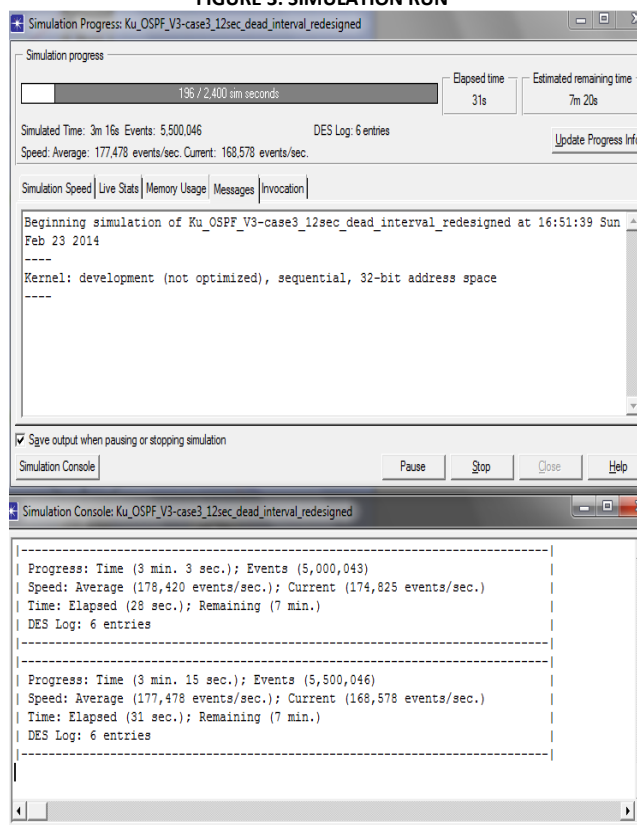 FIGURE 3: SIMULATION RUN
Simulation Progress: Ku_OSPF_V3-case3_12sec_dead_interval_redesigned
Simulation progress
196 / 2,400 sim seconds
Elapsed time
31s
Estimated remaining time
7m 20s
Simulated Time: 3m 16s Events: 5,500,046 DES Log: 6 entries
Speed: Average: 177,478 events/sec. Current: 168,578 events/sec.
Update Progress Info
Simulation Speed Live Stats Memory Usage Messages Invocation
Beginning simulation of Ku_OSPF_V3-case3_12sec_dead_interval_redesigned at 16:51:39 Sun
Feb 23 2014
----
Kernel: development (not optimized), sequential, 32-bit address space
----
Save output when pausing or stopping simulation
Simulation Console Pause Stop Close Help
Simulation Console: Ku_OSPF_V3-case3_12sec_dead_interval_redesigned
|-----------------------------------------------------------------------|
| Progress: Time (3 min. 3 sec.); Events (5,000,043) |
| Speed: Average (178,420 events/sec.); Current (174,825 events/sec.) |
| Time: Elapsed (28 sec.); Remaining (7 min.) |
| DES Log: 6 entries |
|-----------------------------------------------------------------------|
|-----------------------------------------------------------------------|
| Progress: Time (3 min. 15 sec.); Events (5,500,046) |
| Speed: Average (177,478 events/sec.); Current (168,578 events/sec.) |
| Time: Elapsed (31 sec.); Remaining (7 min.) |
| DES Log: 6 entries |
|-----------------------------------------------------------------------|